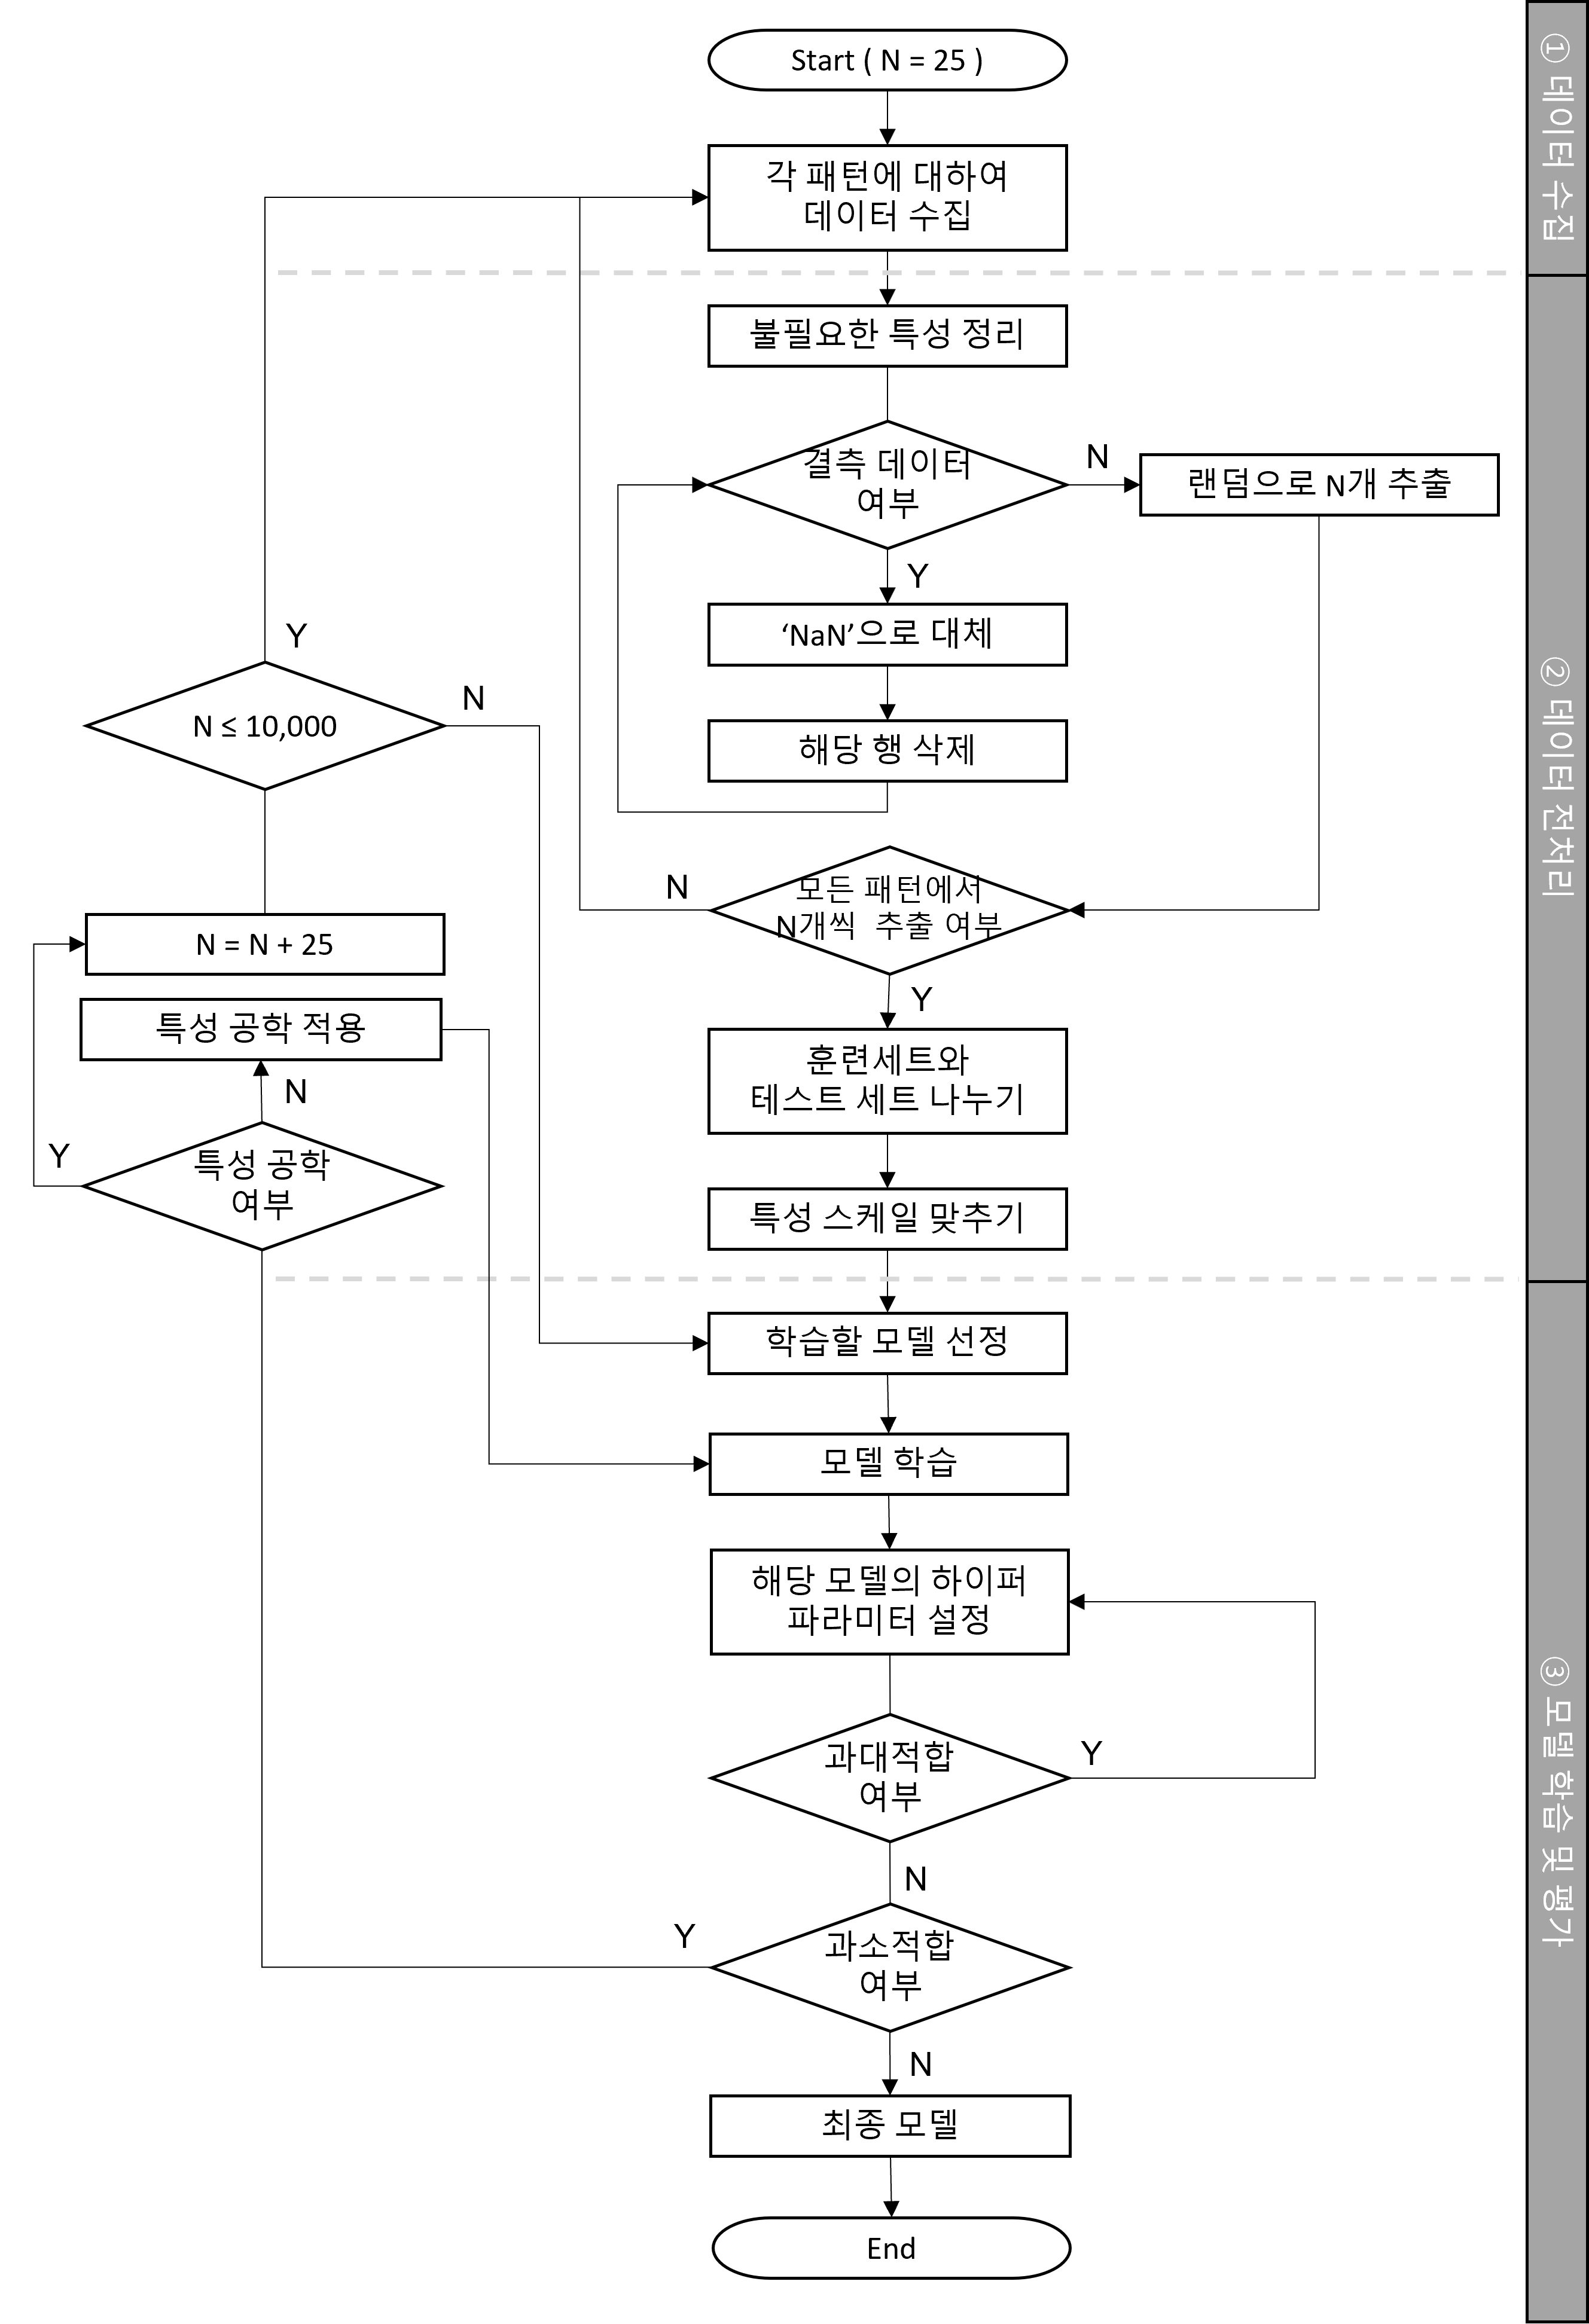 Start ( N = 25 )
① 데이터 수집
각 패턴에 대하여
데이터 수집
불필요한 특성 정리
결측 데이터
여부
N
랜덤으로 N개 추출
Y
‘NaN’으로 대체
Y
N ≤ 10,000
N
해당 행 삭제
② 데이터 전처리
모든 패턴에서
N개씩 추출 여부
N
Y
N = N + 25
특성 공학 적용
N
특성 공학
여부
Y
훈련세트와
테스트 세트 나누기
특성 스케일 맞추기
학습할 모델 선정
모델 학습
해당 모델의 하이퍼
파라미터 설정
③ 모델 학습 및 평가
과대적합
여부
Y
N
과소적합
여부
Y
N
최종 모델
End